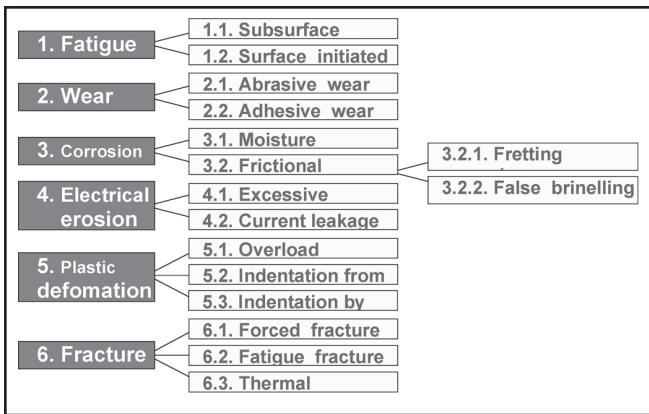 1. Fatigue
1.1. Subsurface
1.2. Surface initiated
2. Wear
2.1. Abrasive wear
2.2. Adhesive wear
3. Corrosion
3.1. Moisture
3.2. Frictional
3.2.1. Fretting
3.2.2. False brinelling
4. Electrical
erosion
4.1. Excessive
4.2. Current leakage
5. Plastic
defomation
5.1. Overload
5.2. Indentation from
5.3. Indentation by
6. Fracture
6.1. Forced fracture
6.2. Fatigue fracture
6.3. Thermal